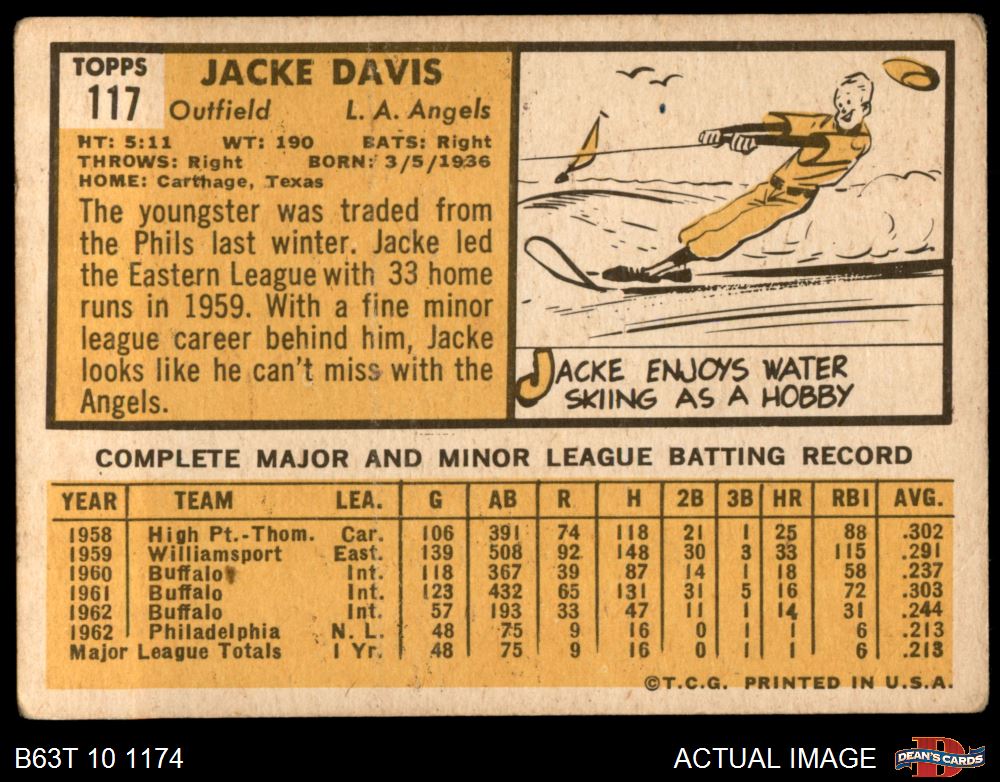 TOPPS
117
JACKE DAVIS
Outfield L. A. Angels
HT: 5:11 WT: 190 BATS: Right
THROWS: Right BORN: 3/5/1936
HOME: Carthage, Texas
The youngster was traded from
the Phils last winter. Jacke led
the Eastern League with 33 home
runs in 1959. With a fine minor
league career behind him, Jacke
looks like he can't miss with the
Angels.
JACKE ENJOYS WATER
SKIING AS A HOBBY
COMPLETE MAJOR AND MINOR LEAGUE BATTING RECORD
YEAR TEAM LEA. G AB R H 2B 3B HR RBI AVG.
1958 High Pt.-Thom. Car. 106 391 74 118 21 1 25 88 .302
1959 Williamsport East. 139 508 92 148 30 3 33 115 .291
1960 Buffalo Int. 118 367 39 87 14 1 18 58 .237
1961 Buffalo Int. 123 432 65 131 31 5 16 72 .303
1962 Buffalo Int. 57 193 33 47 11 1 14 31 .244
1962 Philadelphia N. L. 48 75 9 16 0 1 1 6 .213
Major League Totals 1 Yr. 48 75 9 16 0 1 1 6 .213
©T.C.G. PRINTED IN U.S.A.
B63T 10 1174
ACTUAL IMAGE
D
DEAN'S CARDS